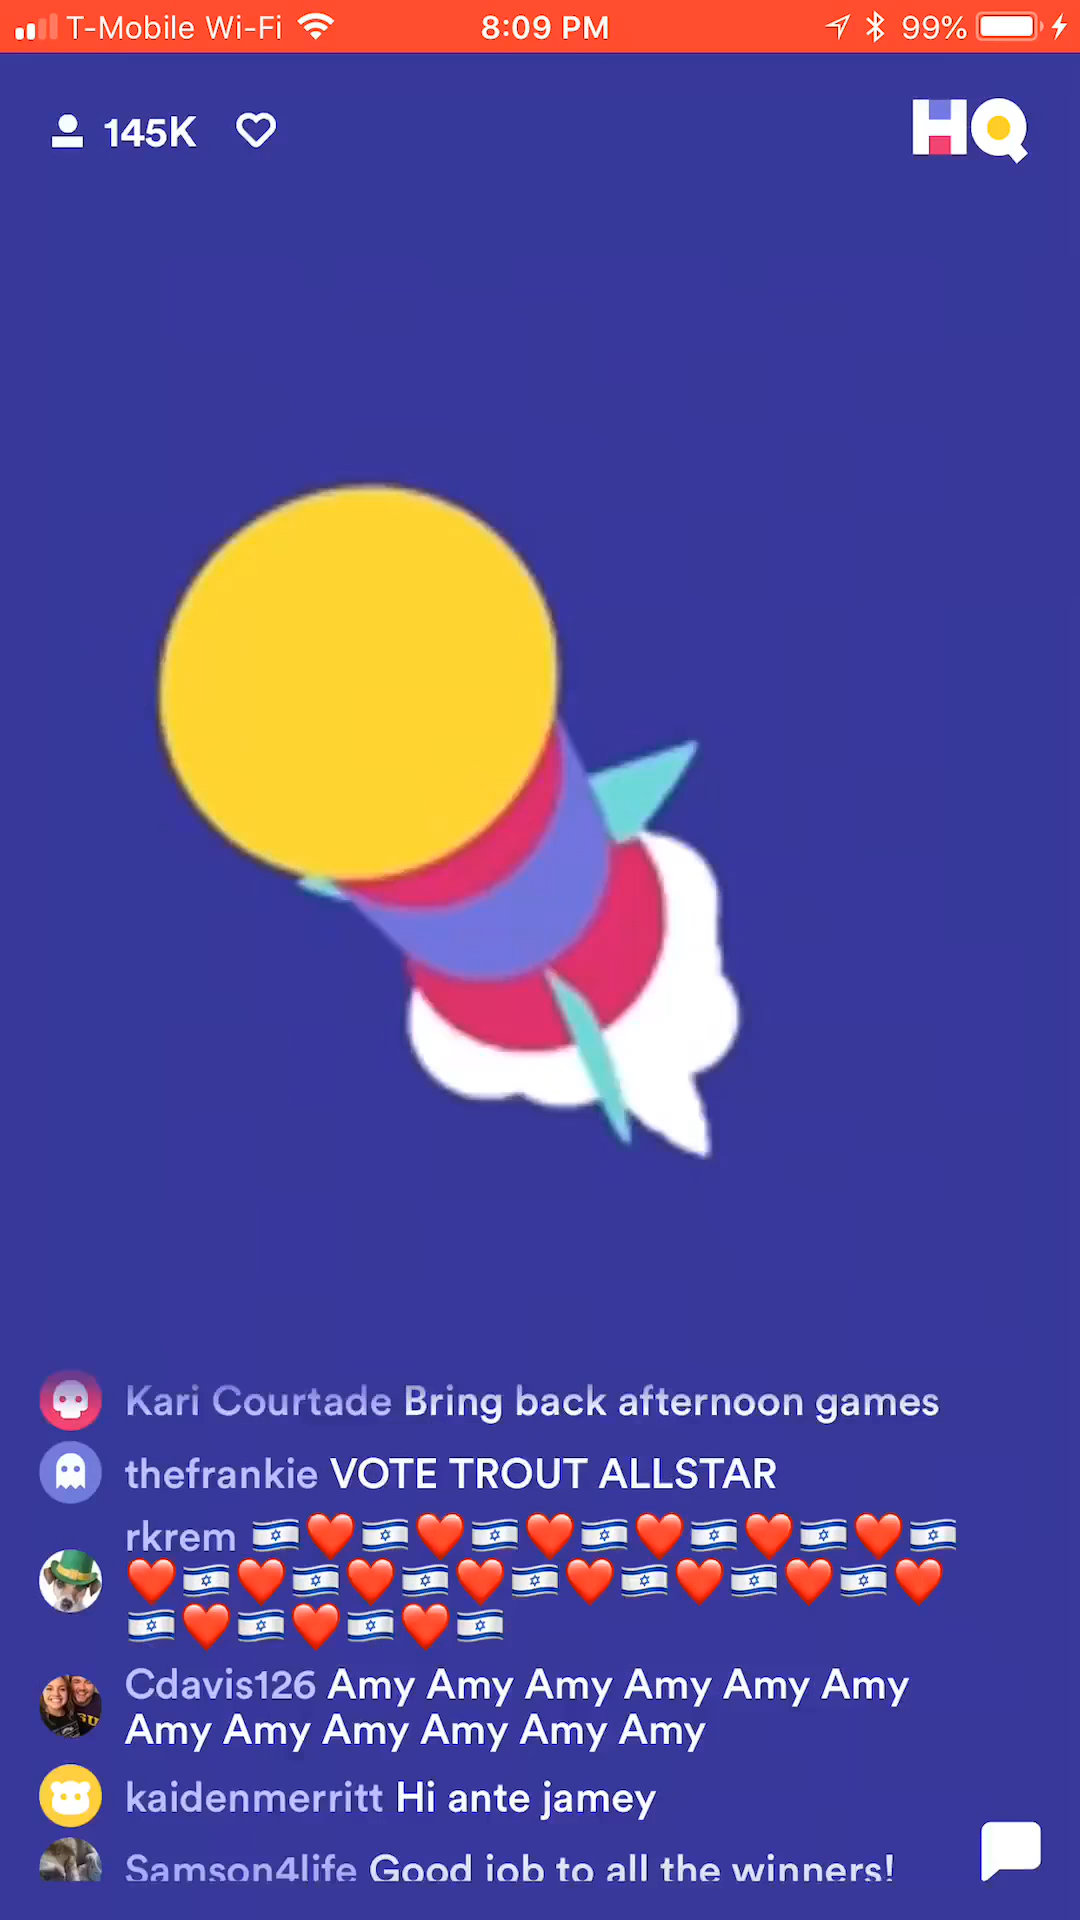 T-Mobile Wi-Fi 8:09 PM 99%
145K HQ
Kari Courtade Bring back afternoon games
thefrankie VOTE TROUT ALLSTAR
rkrem 🇮🇱❤️🇮🇱❤️🇮🇱❤️🇮🇱❤️🇮🇱❤️🇮🇱❤️🇮🇱
❤️🇮🇱❤️🇮🇱❤️🇮🇱❤️🇮🇱❤️🇮🇱❤️🇮🇱❤️🇮🇱❤️
🇮🇱❤️🇮🇱❤️🇮🇱❤️🇮🇱
Cdavis126 Amy Amy Amy Amy Amy Amy
Amy Amy Amy Amy Amy Amy
kaidenmerritt Hi ante jamey
Samson4life Good job to all the winners!